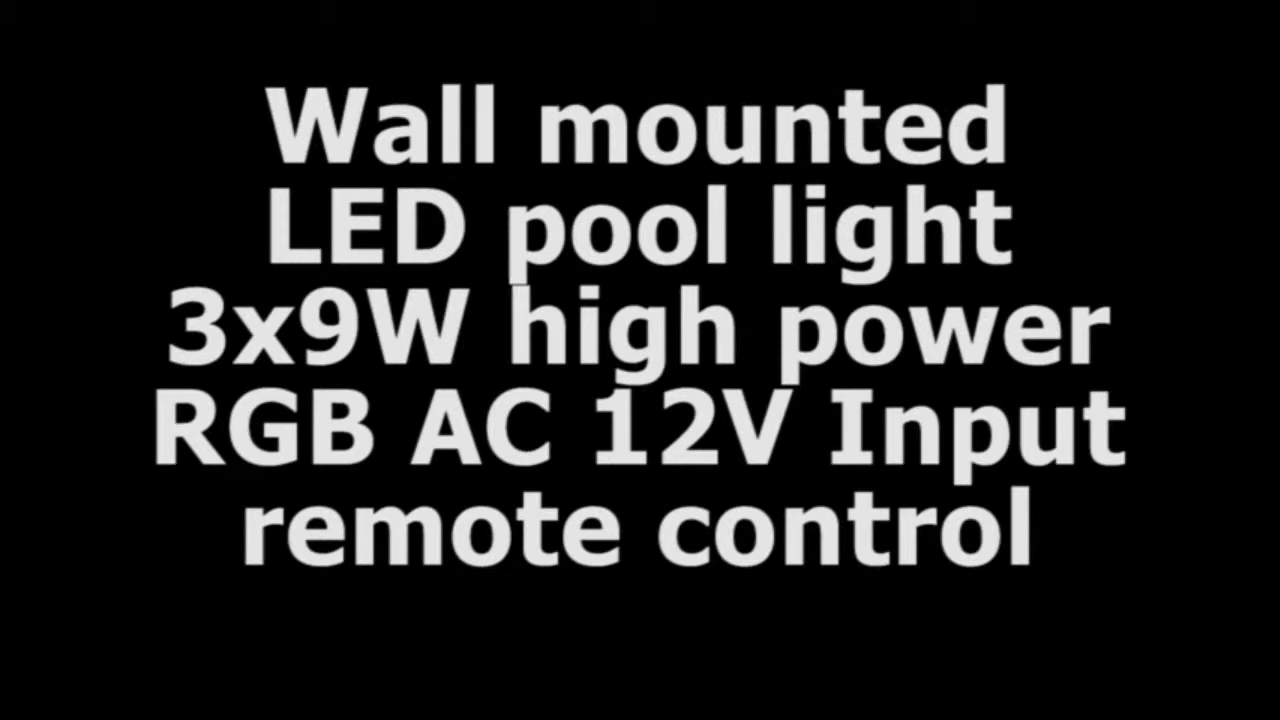 Wall mounted
LED pool light
3x9W high power
RGB AC 12V Input
remote control